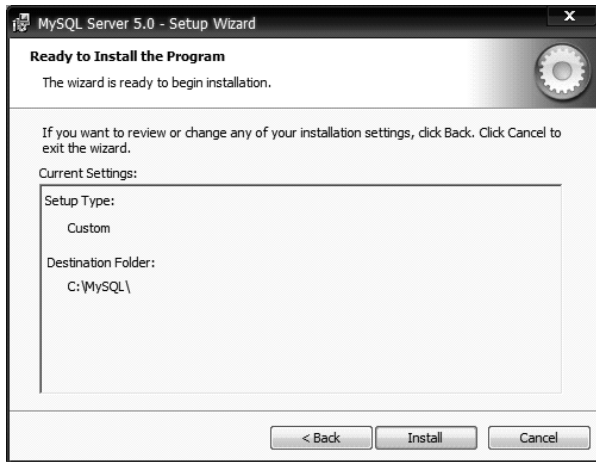 MySQL Server 5.0 - Setup Wizard
x
Ready to Install the Program
The wizard is ready to begin installation.
If you want to review or change any of your installation settings, click Back. Click Cancel to
exit the wizard.
Current Settings:
Setup Type:
Custom
Destination Folder:
C:\MySQL\
< Back
Install
Cancel